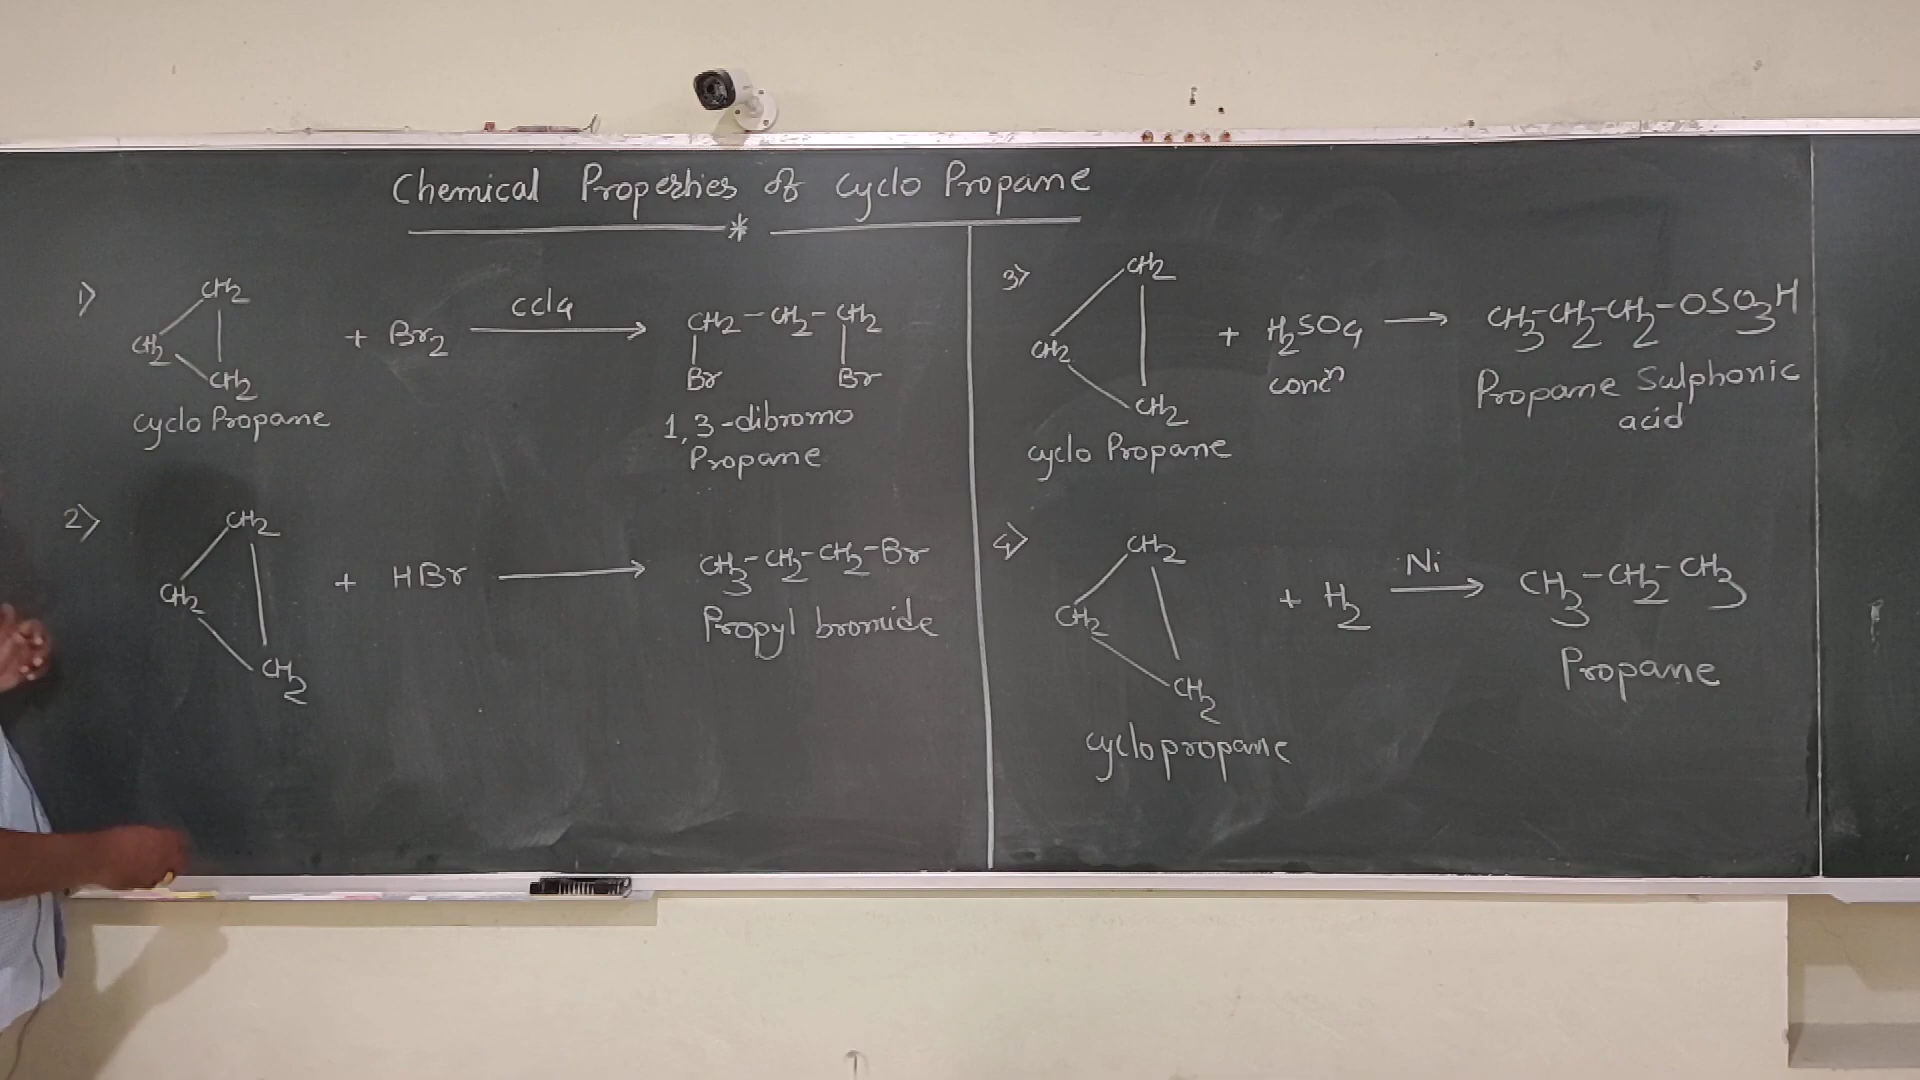 Chemical Properties of Cyclo Propane
1)
CH2
CH2
CH2
+ Br2
CCl4
CH2 - CH2 - CH2
Br Br
cyclo Propane
1,3-dibromo
Propane
2)
CH2
CH2
CH2
+ HBr
CH3-CH2-CH2-Br
Propyl bromide
3)
CH2
CH2
CH2
+ H2SO4
concn
CH3-CH2-CH2-OSO3H
Propane Sulphonic
acid
cyclo Propane
4)
CH2
CH2
CH2
+ H2
Ni
CH3-CH2-CH3
Propane
cyclopropane